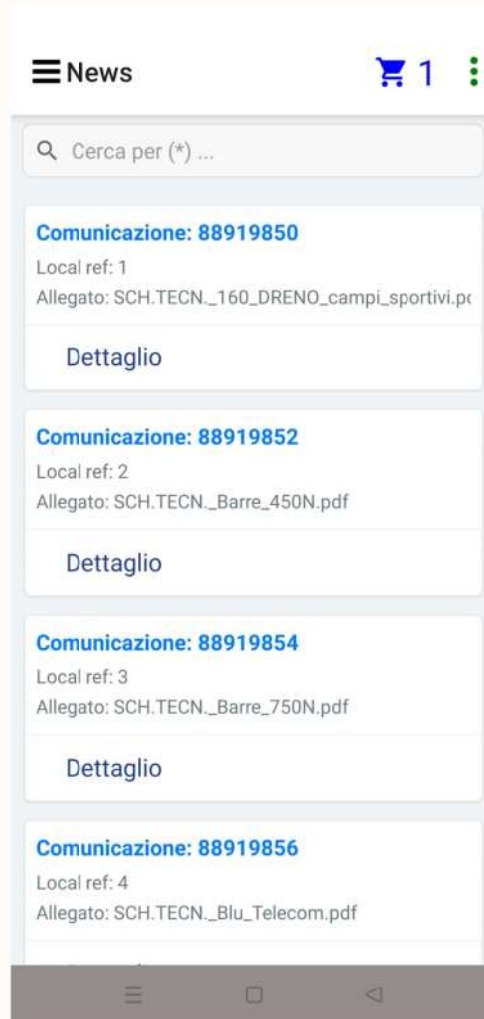 News
1
Cerca per (*) ...
Comunicazione: 88919850
Local ref: 1
Allegato: SCH.TECN._160_DRENO_campi_sportivi.
Dettaglio
Comunicazione: 88919852
Local ref: 2
Allegato: SCH.TECN._Barre_450N.pdf
Dettaglio
Comunicazione: 88919854
Local ref: 3
Allegato: SCH.TECN._Barre_750N.pdf
Dettaglio
Comunicazione: 88919856
Local ref: 4
Allegato: SCH.TECN._Blu_Telecom.pdf